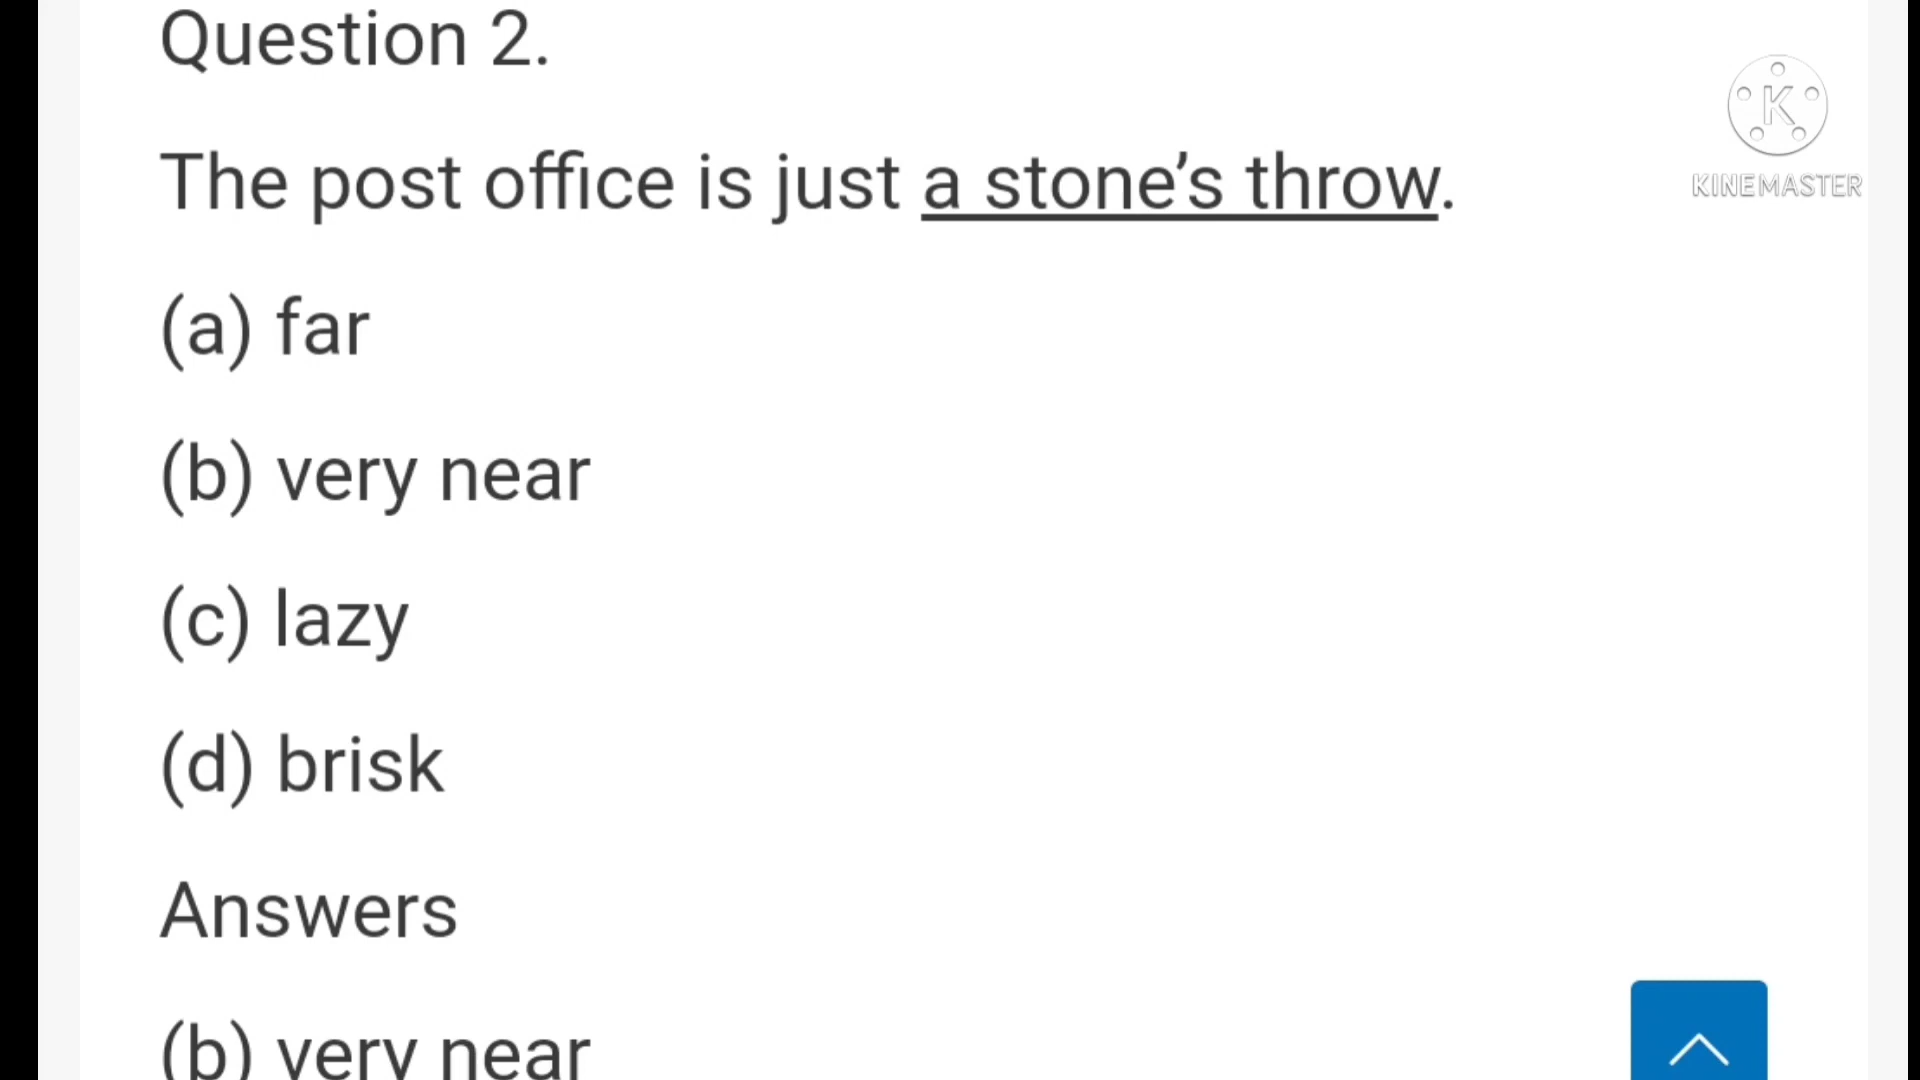 Question 2.
K
KINEMASTER
The post office is just a stone’s throw.
(a) far
(b) very near
(c) lazy
(d) brisk
Answers
(b) very near